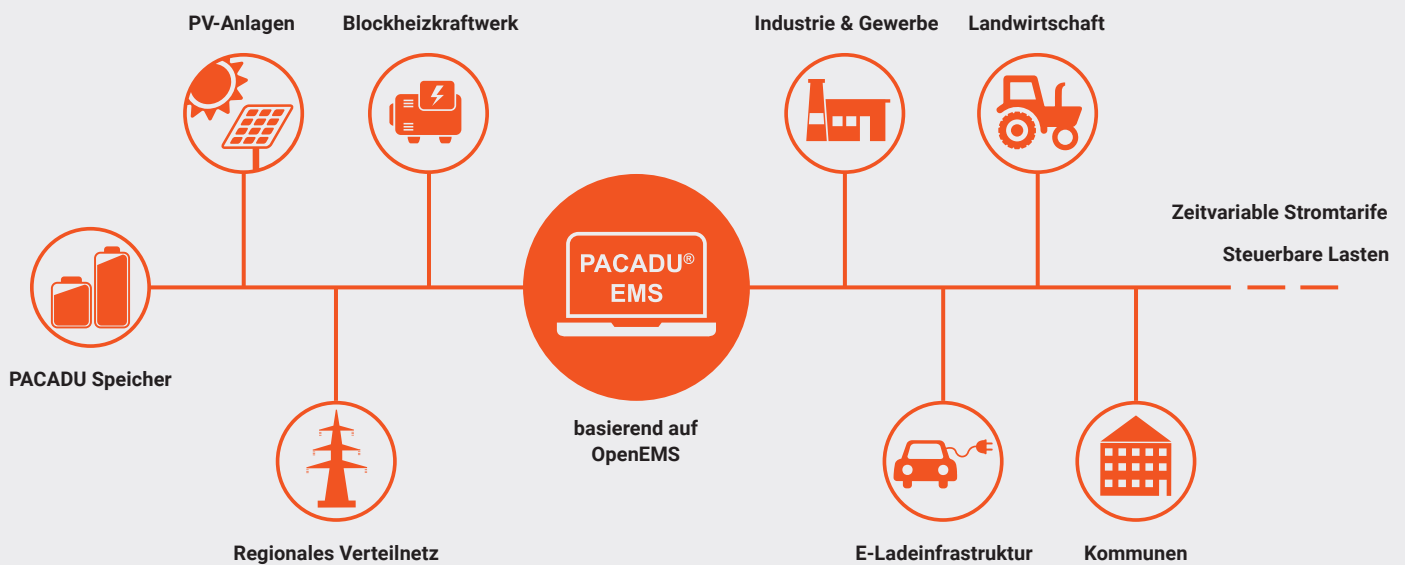 PV-Anlagen
Blockheizkraftwerk
Industrie & Gewerbe
Landwirtschaft
Zeitvariable Stromtarife
Steuerbare Lasten
PACADU®
EMS
PACADU Speicher
basierend auf
OpenEMS
Regionales Verteilnetz
E-Ladeinfrastruktur
Kommunen